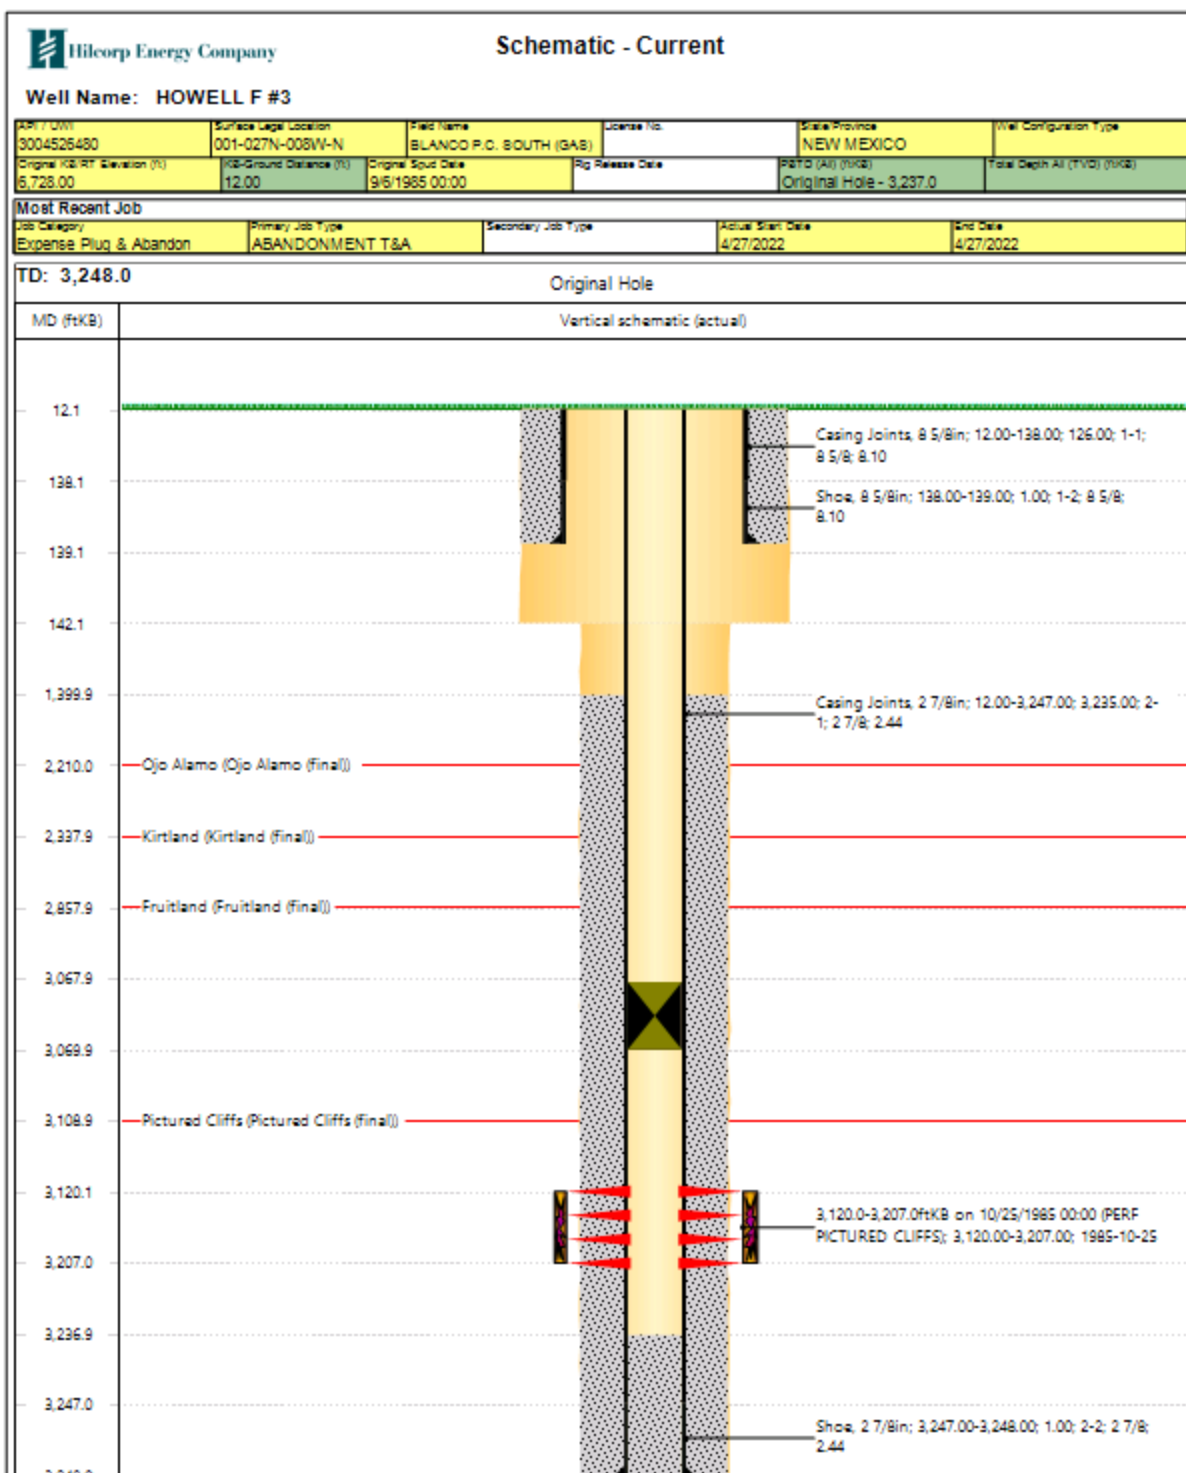 Hilcorp Energy Company
Schematic - Current
Well Name: HOWELL F #3
API / UWI
Surface Legal Location
Field Name
License No.
State/Province
Well Configuration Type
3004526480
001-027N-008W-N
BLANCO P.C. SOUTH (GAS)
NEW MEXICO
Original KB/RT Elevation (ft)
KB-Ground Distance (ft)
Original Spud Date
Rig Release Date
PBTD (All) (ftKB)
Total Depth All (TVD) (ftKB)
6,728.00
12.00
9/6/1985 00:00
Original Hole - 3,237.0
Most Recent Job
Job Category
Primary Job Type
Secondary Job Type
Actual Start Date
End Date
Expense Plug & Abandon
ABANDONMENT T&A
4/27/2022
4/27/2022
TD: 3,248.0
Original Hole
MD (ftKB)
Vertical schematic (actual)
12.1
Casing Joints, 8 5/8in; 12.00-138.00; 126.00; 1-1;
8 5/8; 8.10
138.1
Shoe, 8 5/8in; 138.00-139.00; 1.00; 1-2; 8 5/8;
8.10
139.1
142.1
1,399.9
Casing Joints, 2 7/8in; 12.00-3,247.00; 3,235.00; 2-
1; 2 7/8; 2.44
2,210.0
Ojo Alamo (Ojo Alamo (final))
2,337.9
Kirtland (Kirtland (final))
2,857.9
Fruitland (Fruitland (final))
3,067.9
3,069.9
3,108.9
Pictured Cliffs (Pictured Cliffs (final))
3,120.1
3,120.0-3,207.0ftKB on 10/25/1985 00:00 (PERF
PICTURED CLIFFS); 3,120.00-3,207.00; 1985-10-25
3,207.0
3,236.9
3,247.0
Shoe, 2 7/8in; 3,247.00-3,248.00; 1.00; 2-2; 2 7/8;
2.44